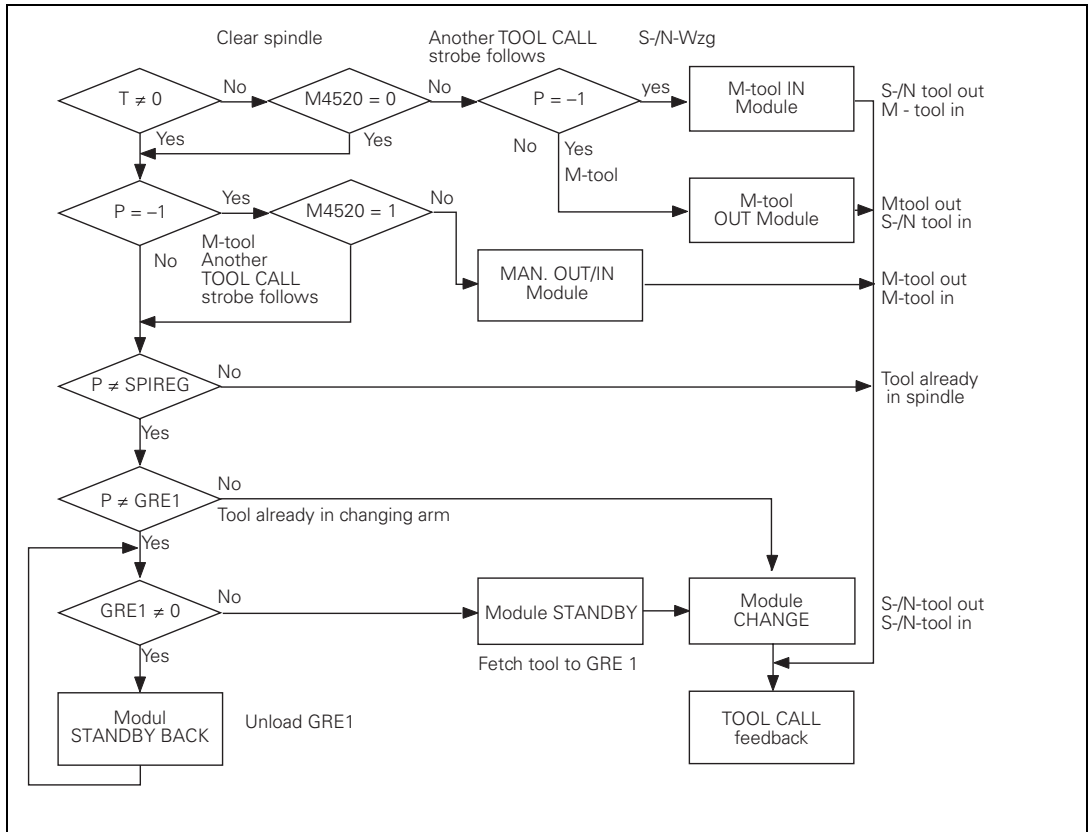 Clear spindle
Another TOOL CALL
strobe follows
S-/N-Wzg
T ≠ 0
No
M4520 = 0
No
P = –1
yes
M-tool IN
Module
S-/N tool out
M - tool in
Yes
Yes
No
Yes
M-tool
M-tool
OUT Module
Mtool out
S-/N tool in
P = –1
Yes
M4520 = 1
No
No
M-tool
Another
TOOL CALL
strobe follows
MAN. OUT/IN
Module
M-tool out
M-tool in
P ≠ SPIREG
No
Tool already
in spindle
Yes
P ≠ GRE1
No
Tool already in changing arm
Yes
GRE1 ≠ 0
No
Module STANDBY
Module
CHANGE
S-/N-tool out
S-/N-tool in
Fetch tool to GRE 1
Yes
Modul
STANDBY BACK
Unload GRE1
TOOL CALL
feedback